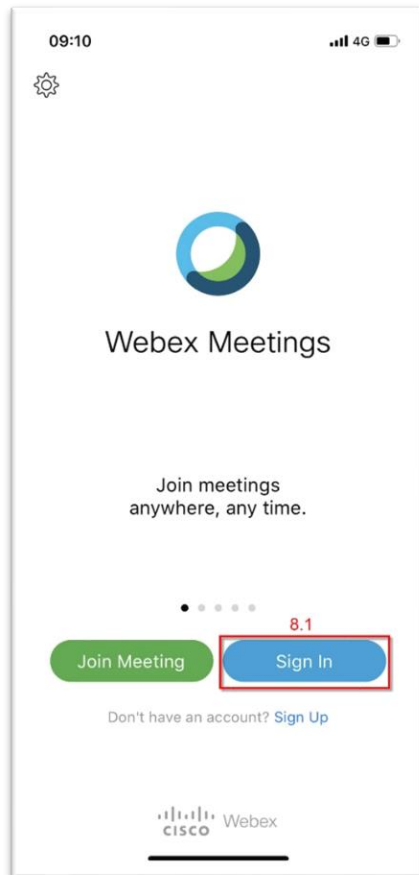 09:10 4G
Webex Meetings
Join meetings
anywhere, any time.
8.1
Join Meeting Sign In
Don't have an account? Sign Up
CISCO Webex